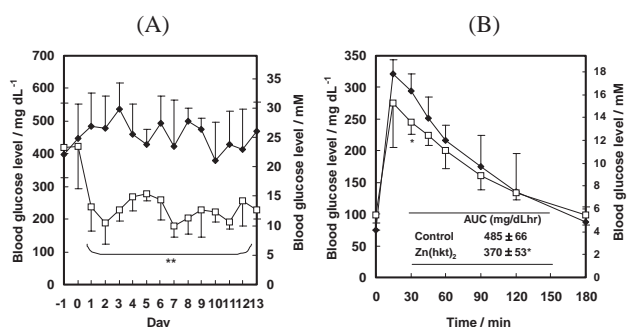 (A)
Blood glucose level / mg dL⁻¹
700
600
500
400
300
200
100
0
35
30
25
20
15
10
5
0
Blood glucose level / mM
**
-1 0 1 2 3 4 5 6 7 8 9 10 11 12 13
Day
(B)
Blood glucose level / mg dL⁻¹
350
300
250
200
150
100
50
0
18
16
14
12
10
8
6
4
2
0
Blood glucose level / mM
*
AUC (mg/dLhr)
Control 485 ± 66
Zn(hkt)₂ 370 ± 53*
0 30 60 90 120 150 180
Time / min